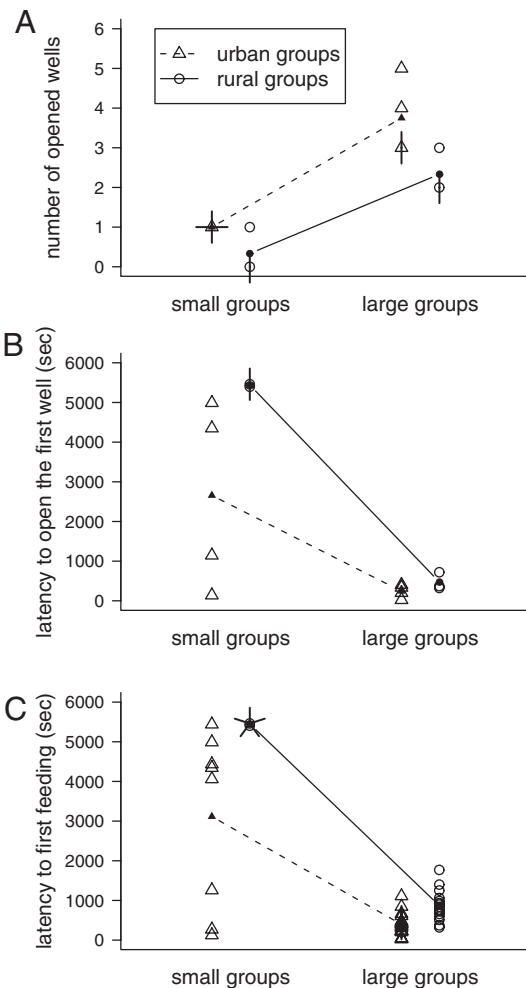 A
urban groups
rural groups
number of opened wells
6
5
4
3
2
1
0
small groups
large groups
B
latency to open the first well (sec)
6000
5000
4000
3000
2000
1000
0
small groups
large groups
C
latency to first feeding (sec)
6000
5000
4000
3000
2000
1000
0
small groups
large groups